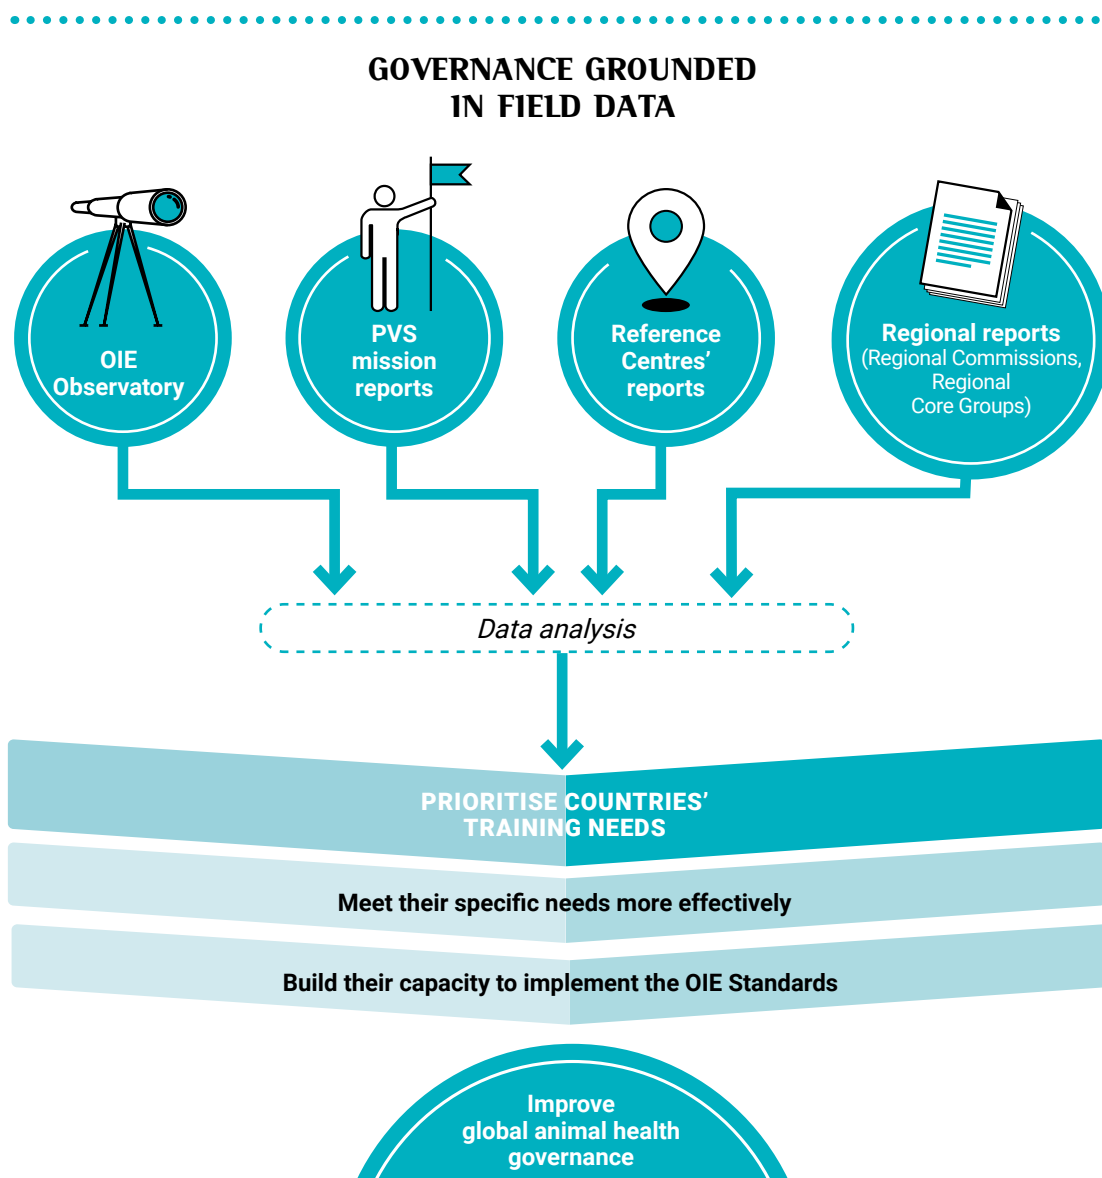 GOVERNANCE GROUNDED
IN FIELD DATA
OIE
Observatory
PVS
mission
reports
Reference
Centres’
reports
Regional reports
(Regional Commissions,
Regional
Core Groups)
Data analysis
PRIORITISE COUNTRIES’
TRAINING NEEDS
Meet their specific needs more effectively
Build their capacity to implement the OIE Standards
Improve
global animal health
governance